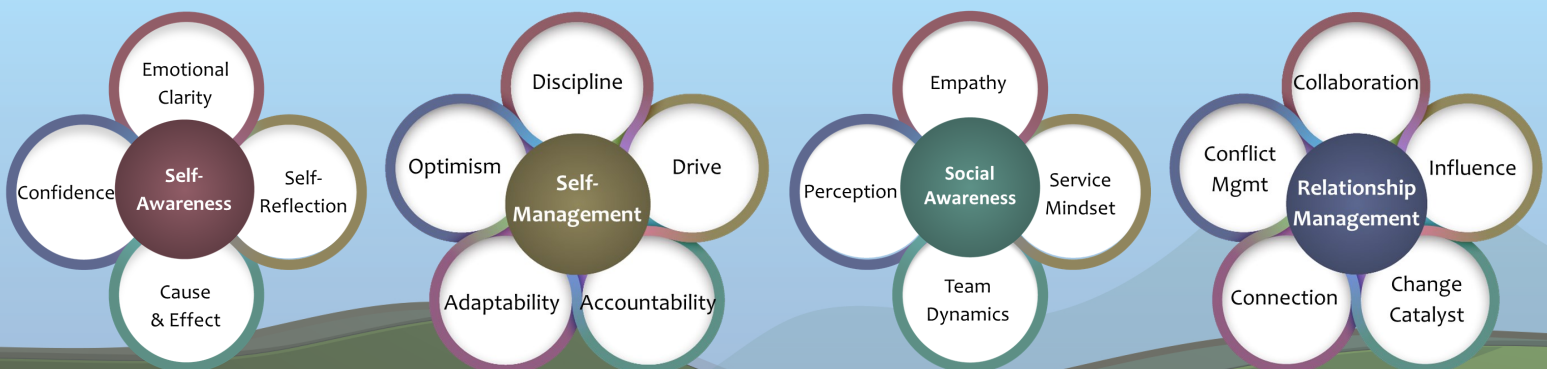 Emotional
Clarity
Confidence
Self-
Awareness
Self-
Reflection
Cause
& Effect
Discipline
Optimism
Drive
Self-
Management
Adaptability
Accountability
Empathy
Perception
Social
Awareness
Service
Mindset
Team
Dynamics
Collaboration
Conflict
Mgmt
Influence
Relationship
Management
Connection
Change
Catalyst